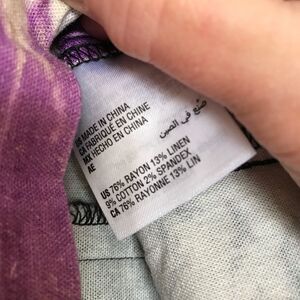 US MADE IN CHINA
CA FABRIQUÉ EN CHINE
MX HECHO EN CHINA
AE
صنع في الصين
US 76% RAYON 13% LINEN
9% COTTON 2% SPANDEX
CA 76% RAYONNE 13% LIN